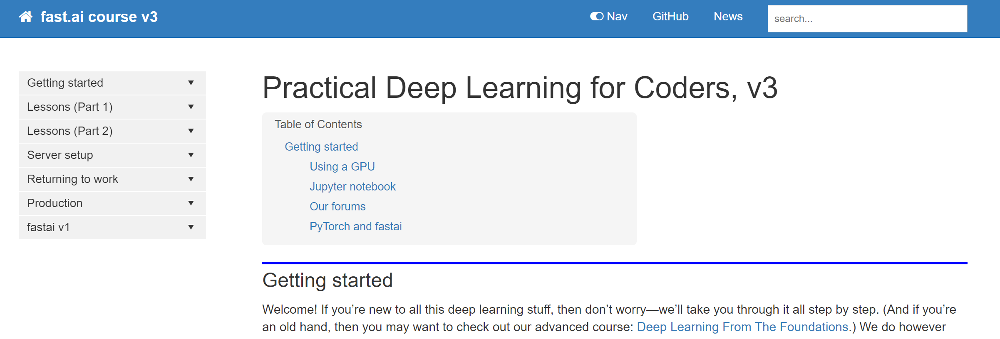 fast.ai course v3
Nav
GitHub
News
search...
Getting started
Lessons (Part 1)
Lessons (Part 2)
Server setup
Returning to work
Production
fastai v1
Practical Deep Learning for Coders, v3
Table of Contents
Getting started
Using a GPU
Jupyter notebook
Our forums
PyTorch and fastai
Getting started
Welcome! If you’re new to all this deep learning stuff, then don’t worry—we’ll take you through it all step by step. (And if you’re
an old hand, then you may want to check out our advanced course: Deep Learning From The Foundations.) We do however